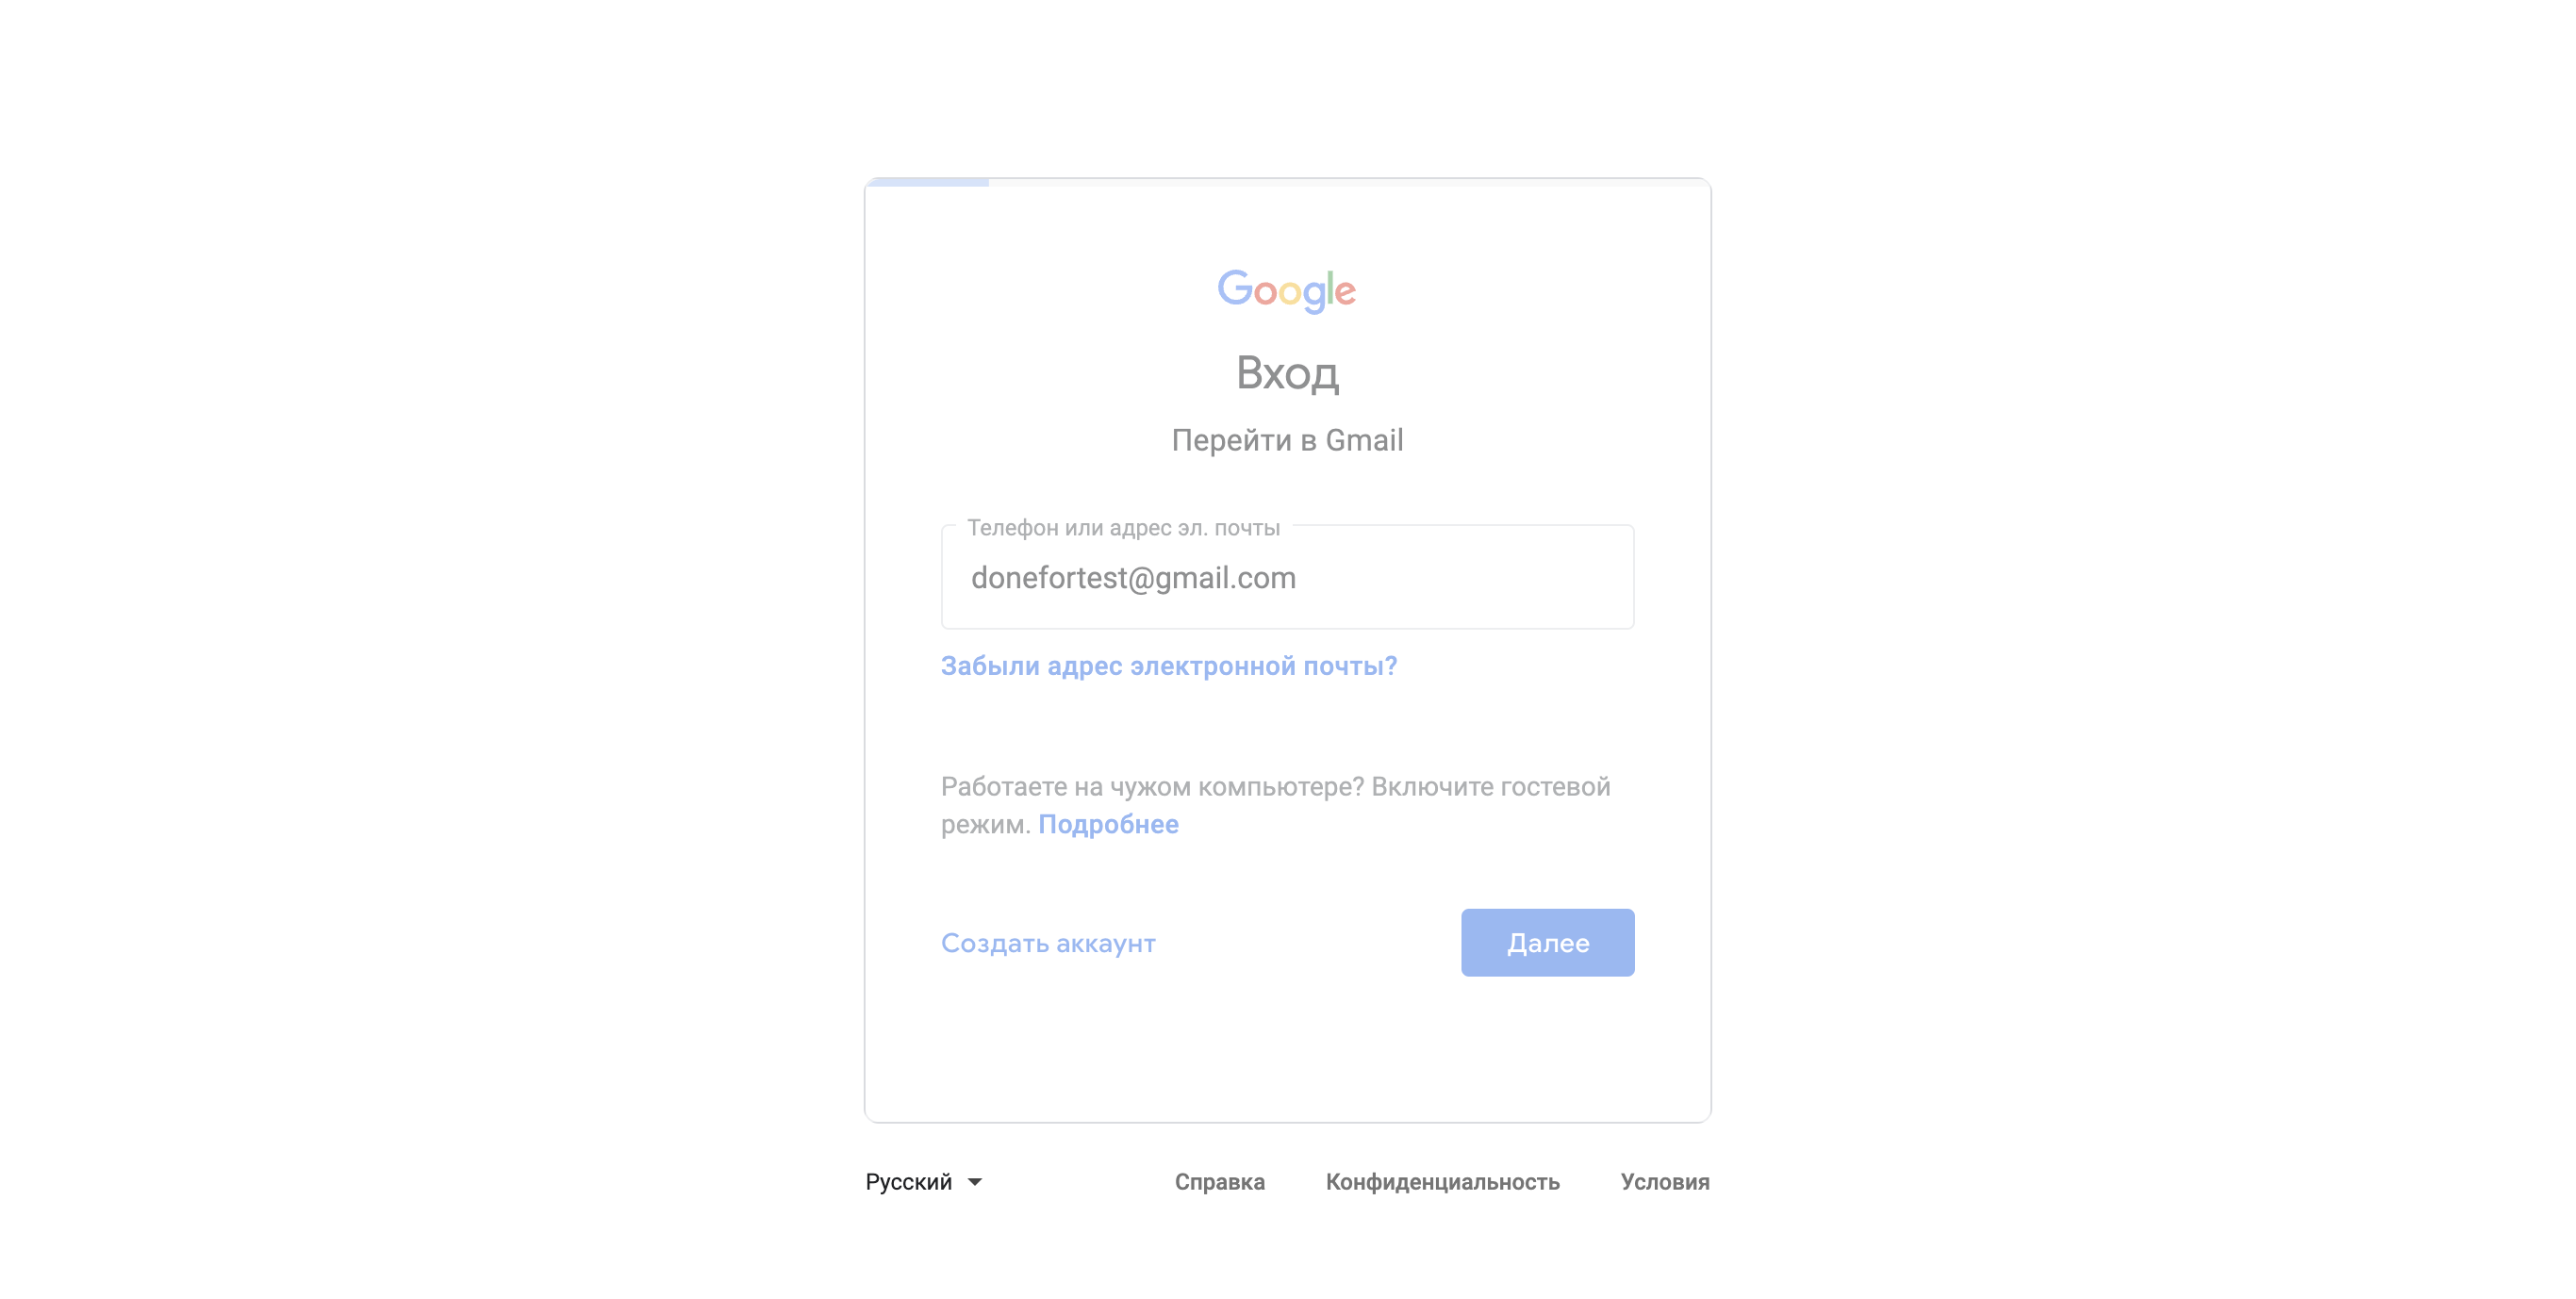 Google
Вход
Перейти в Gmail
Телефон или адрес эл. почты
donefortest@gmail.com
Забыли адрес электронной почты?
Работаете на чужом компьютере? Включите гостевой
режим. Подробнее
Создать аккаунт
Далее
Русский
Справка
Конфиденциальность
Условия